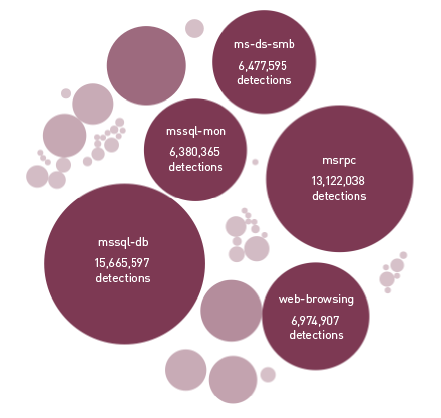 ms-ds-smb
6,477,595
detections
mssql-mon
6,380,365
detections
msrpc
13,122,038
detections
mssql-db
15,665,597
detections
web-browsing
6,974,907
detections